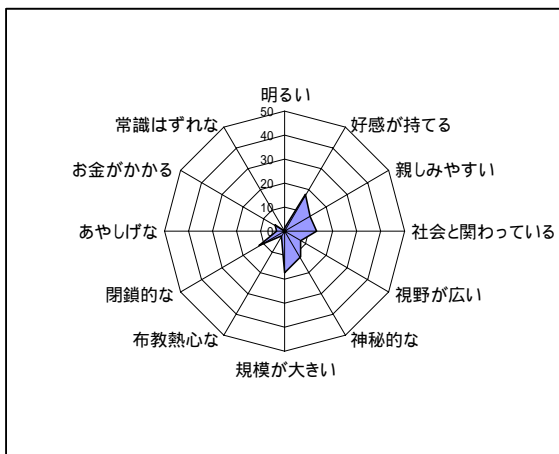 明るい
好感が持てる
親しみやすい
社会と関わっている
視野が広い
神秘的な
規模が大きい
布教熱心な
閉鎖的な
あやしげな
お金がかかる
常識はずれな
50
40
30
20
10
0